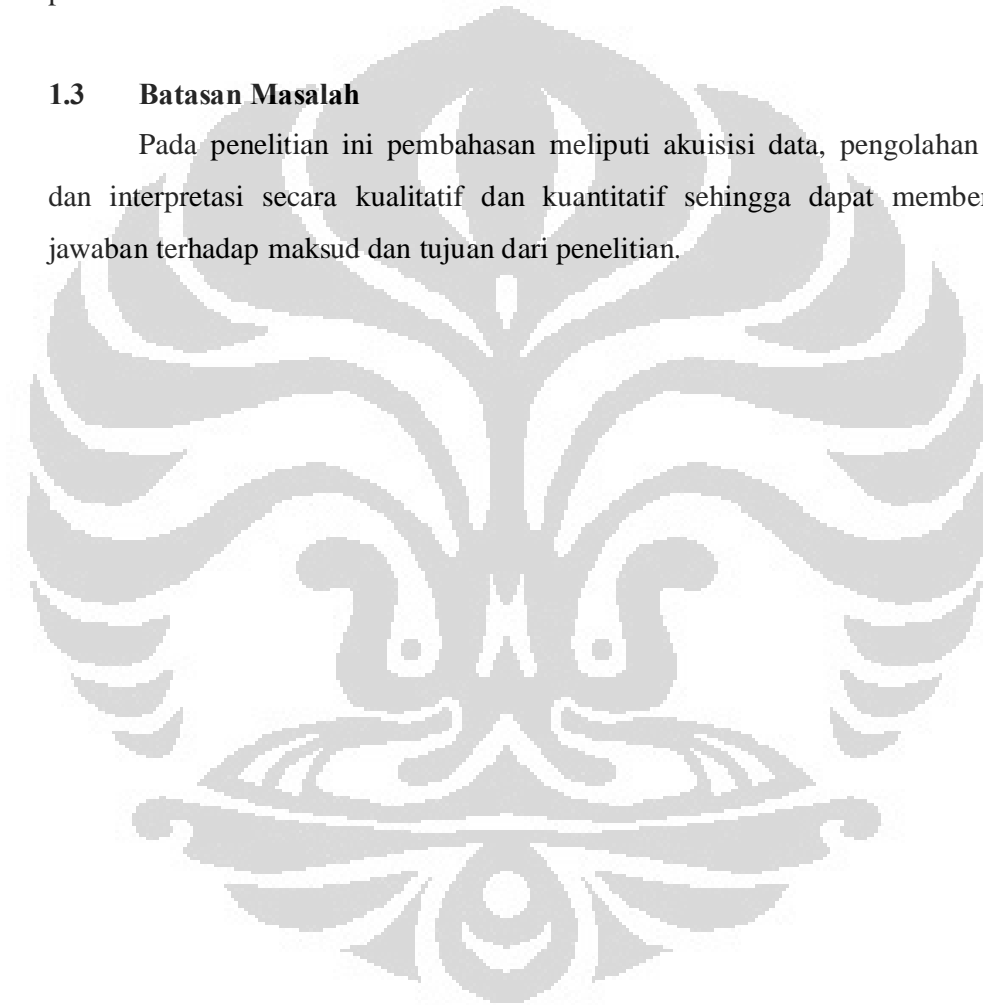 1.3 Batasan Masalah
Pada penelitian ini pembahasan meliputi akuisisi data, pengolahan
dan interpretasi secara kualitatif dan kuantitatif sehingga dapat
jawaban terhadap maksud dan tujuan dari penelitian.